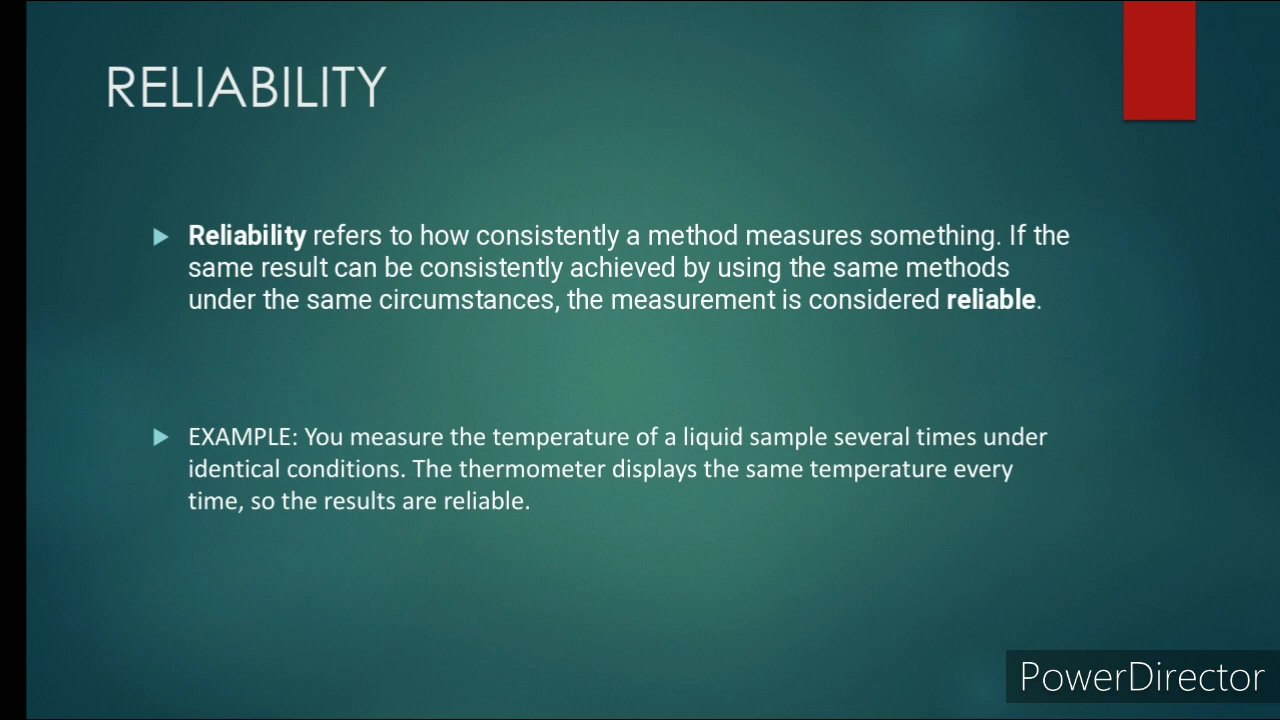 RELIABILITY
Reliability refers to how consistently a method measures something. If the
same result can be consistently achieved by using the same methods
under the same circumstances, the measurement is considered reliable.
EXAMPLE: You measure the temperature of a liquid sample several times under
identical conditions. The thermometer displays the same temperature every
time, so the results are reliable.
PowerDirector